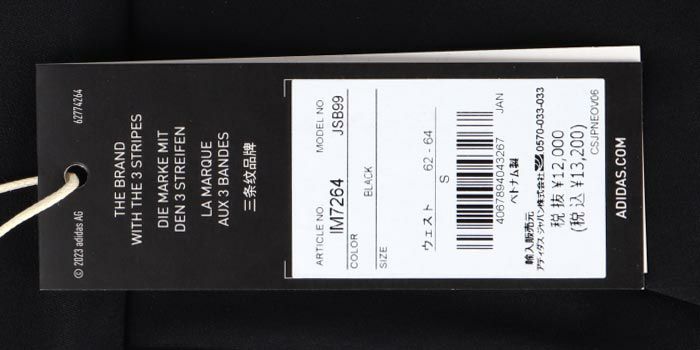 62774264
© 2023 adidas AG
THE BRAND
WITH THE 3 STRIPES
DIE MARKE MIT
DEN 3 STREIFEN
LA MARQUE
AUX 3 BANDES
三条纹品牌
ARTICLE NO. MODEL NO.
IM7264 JSB99
COLOR
BLACK
SIZE
ウェスト 62 - 64
S
JAN
4067894043267
ベトナム製
輸入販売元
アディダス ジャパン株式会社 0570-033-033
税 抜 ¥12,000
(税 込 ¥13,200)
CSJPNEOV06
ADIDAS.COM